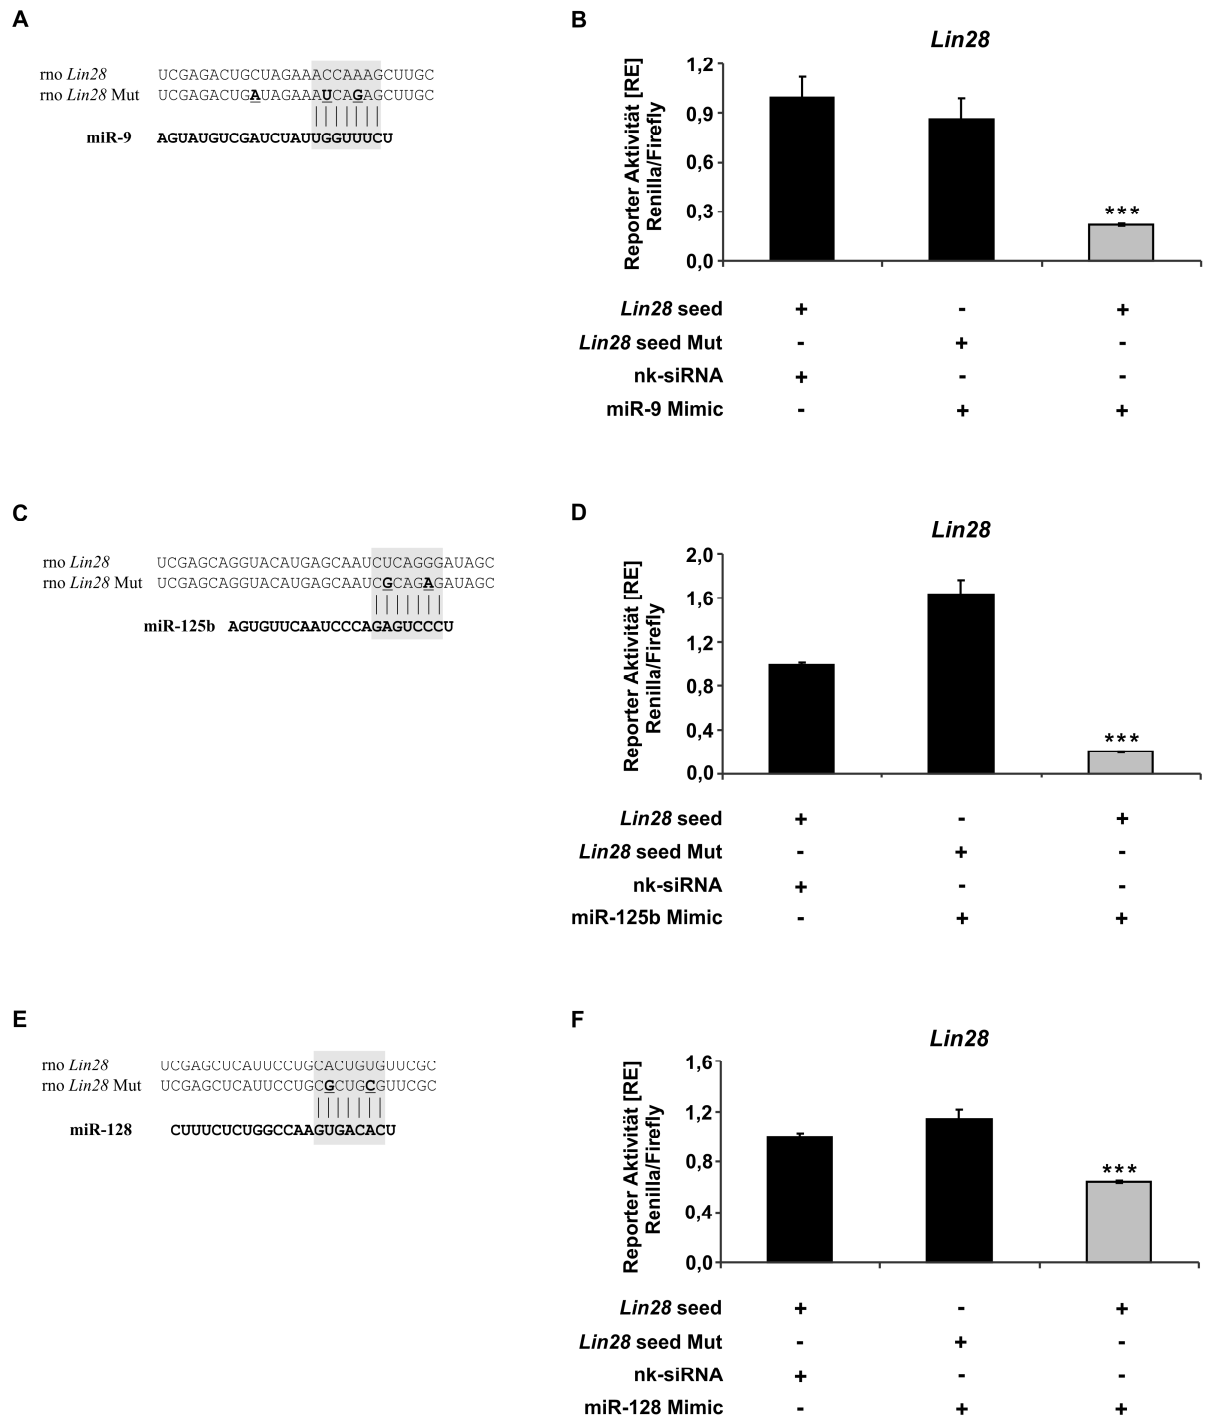 A
rno Lin28 UCGAGACUGCUAGAAACCAAAGCUUGC
rno Lin28 Mut UCGAGACUGAUAGAAAUCAGAGCUUGC
miR-9 AGUAUGUCGAUCUAUUGGUUUCU
B
Lin28
Reporter Aktivität [RE]
Renilla/Firefly
1,2
0,9
0,6
0,3
0,0
***
Lin28 seed + - +
Lin28 seed Mut - + -
nk-siRNA + - -
miR-9 Mimic - + +
C
rno Lin28 UCGAGCAGGUACAUGAGCAAUCUCAGGGAUAGC
rno Lin28 Mut UCGAGCAGGUACAUGAGCAAUCGCAGAGAUAGC
miR-125b AGUGUUCAAUCCCAGAGUCCCU
D
Lin28
Reporter Aktivität [RE]
Renilla/Firefly
2,0
1,6
1,2
0,8
0,4
0,0
***
Lin28 seed + - +
Lin28 seed Mut - + -
nk-siRNA + - -
miR-125b Mimic - + +
E
rno Lin28 UCGAGCUCAUUCCUGCACUGUGUUCGC
rno Lin28 Mut UCGAGCUCAUUCCUGCGCUGCGUUCGC
miR-128 CUUUCUCUGGCCAAGUGACACU
F
Lin28
Reporter Aktivität [RE]
Renilla/Firefly
1,6
1,2
0,8
0,4
0,0
***
Lin28 seed + - +
Lin28 seed Mut - + -
nk-siRNA + - -
miR-128 Mimic - + +